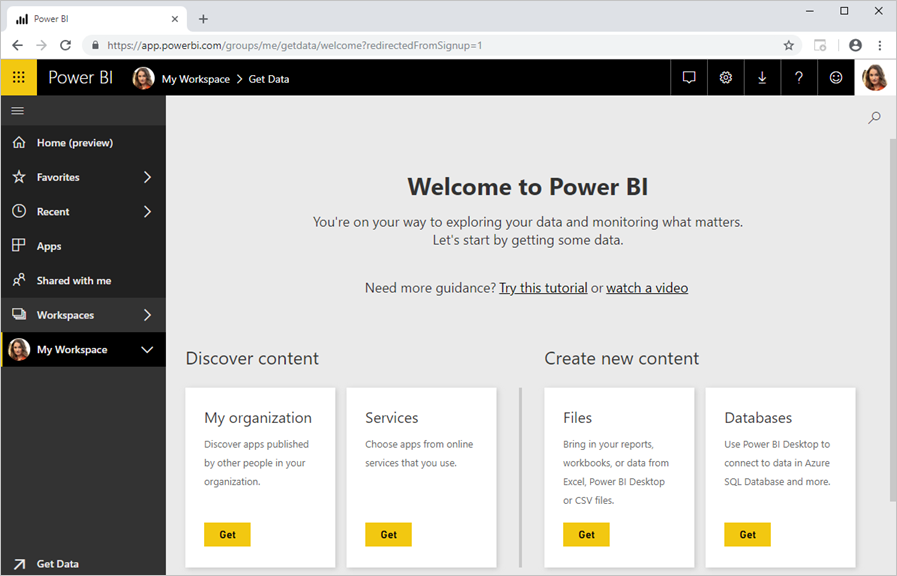 Power BI
https://app.powerbi.com/groups/me/getdata/welcome?redirectedFromSignup=1
Power BI
My Workspace > Get Data
?
Home (preview)
Favorites
Recent
Apps
Shared with me
Workspaces
My Workspace
Get Data
Welcome to Power BI
You're on your way to exploring your data and monitoring what matters.
Let's start by getting some data.
Need more guidance? Try this tutorial or watch a video
Discover content
My organization
Discover apps published
by other people in your
organization.
Get
Services
Choose apps from online
services that you use.
Get
Create new content
Files
Bring in your reports,
workbooks, or data from
Excel, Power BI Desktop
or CSV files.
Get
Databases
Use Power BI Desktop to
connect to data in Azure
SQL Database and more.
Get